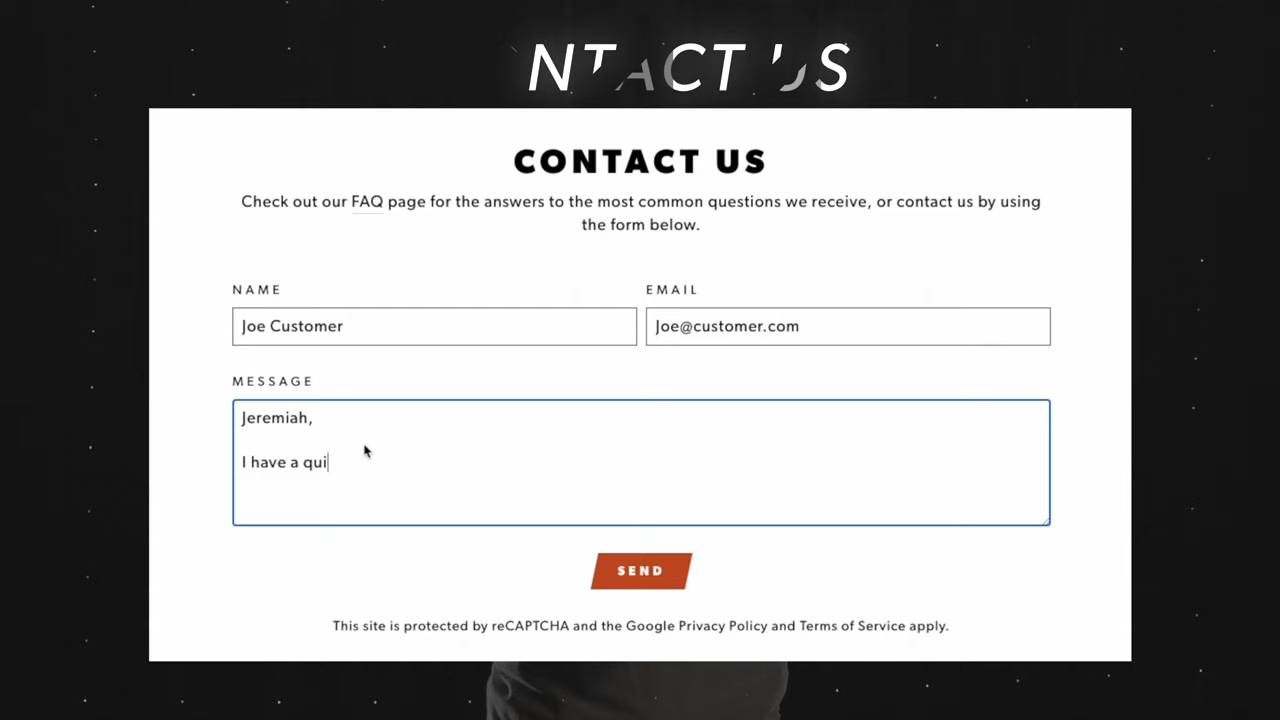 NTACT US
CONTACT US
Check out our FAQ page for the answers to the most common questions we receive, or contact us by using
the form below.
NAME
EMAIL
Joe Customer
Joe@customer.com
MESSAGE
Jeremiah,
I have a qui
SEND
This site is protected by reCAPTCHA and the Google Privacy Policy and Terms of Service apply.